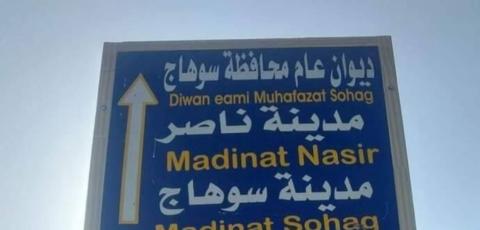 ديوان عام محافظة سوهاج
Diwan eami Muhafazat Sohag
مدينة ناصر
Madinat Nasir
مدينة سوهاج
Madinat Sohag